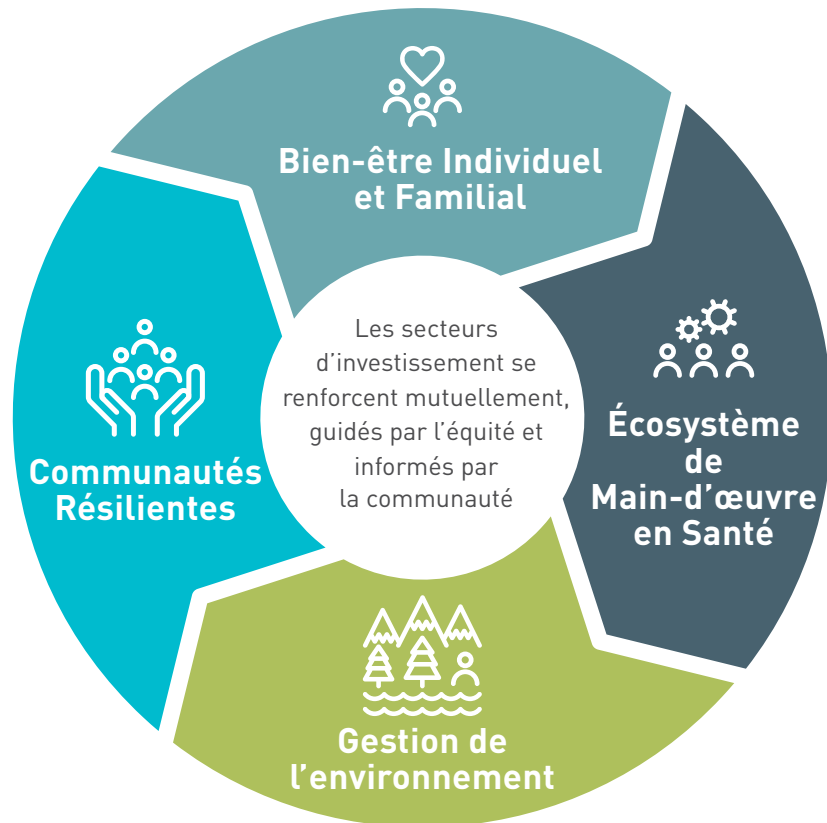 Bien-être Individuel
et Familial
Écosystème
de
Main-d'œuvre
en Santé
Gestion de
l'environnement
Communautés
Résilientes
Les secteurs
d'investissement se
renforcent mutuellement,
guidés par l'équité et
informés par
la communauté